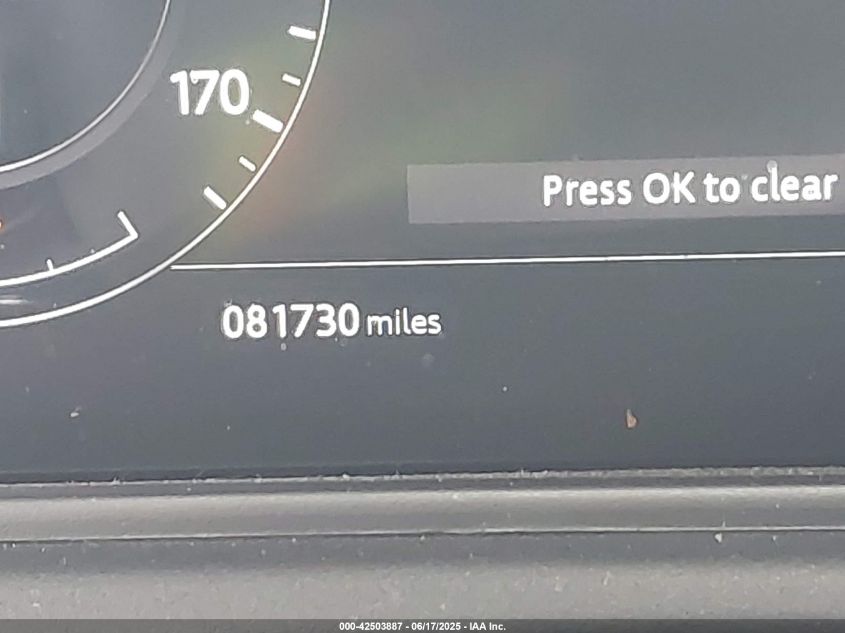 170
Press OK to clear
081730 miles
000-42503887 - 06/17/2025 - IAA Inc.